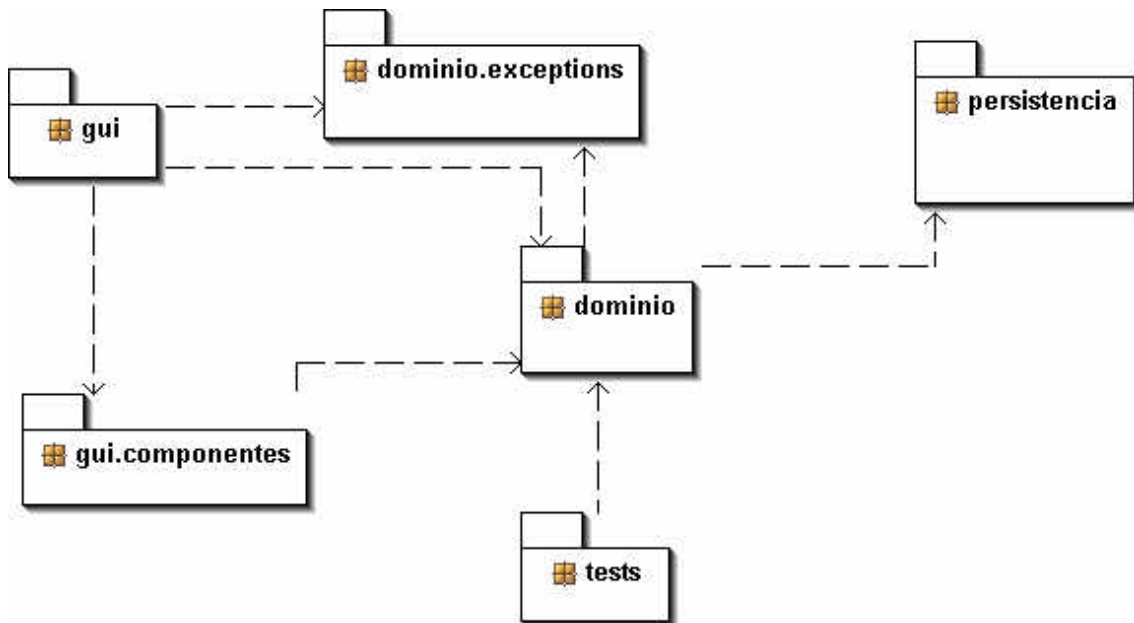 dominio.exceptions
persistencia
gui
dominio
gui.componentes
tests